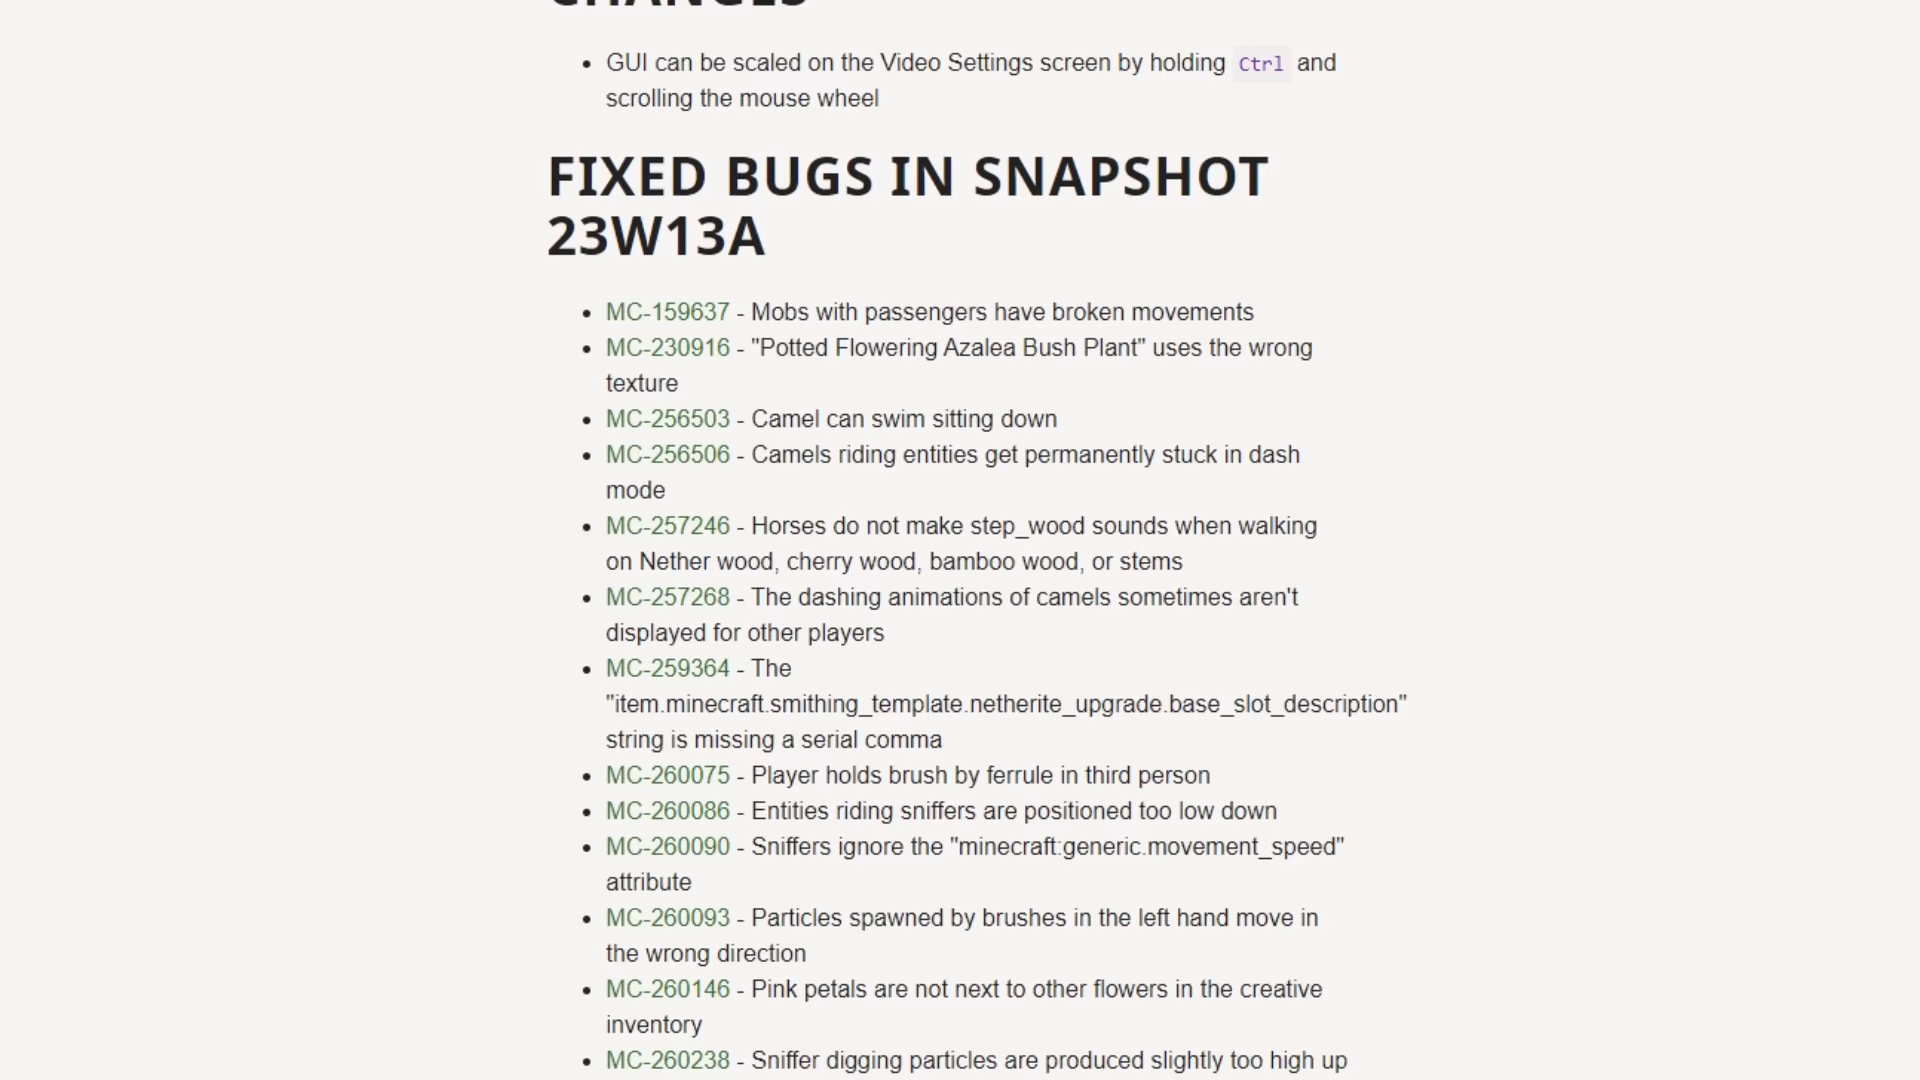 CHANGES
• GUI can be scaled on the Video Settings screen by holding Ctrl and
scrolling the mouse wheel
FIXED BUGS IN SNAPSHOT
23W13A
• MC-159637 - Mobs with passengers have broken movements
• MC-230916 - "Potted Flowering Azalea Bush Plant" uses the wrong
texture
• MC-256503 - Camel can swim sitting down
• MC-256506 - Camels riding entities get permanently stuck in dash
mode
• MC-257246 - Horses do not make step_wood sounds when walking
on Nether wood, cherry wood, bamboo wood, or stems
• MC-257268 - The dashing animations of camels sometimes aren't
displayed for other players
• MC-259364 - The
"item.minecraft.smithing_template.netherite_upgrade.base_slot_description"
string is missing a serial comma
• MC-260075 - Player holds brush by ferrule in third person
• MC-260086 - Entities riding sniffers are positioned too low down
• MC-260090 - Sniffers ignore the "minecraft:generic.movement_speed"
attribute
• MC-260093 - Particles spawned by brushes in the left hand move in
the wrong direction
• MC-260146 - Pink petals are not next to other flowers in the creative
inventory
• MC-260238 - Sniffer digging particles are produced slightly too high up